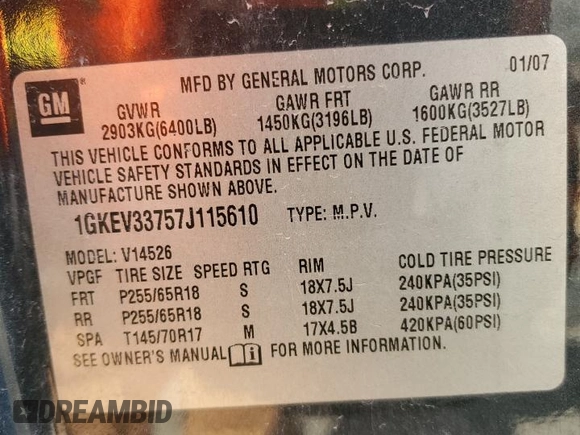 MFD BY GENERAL MOTORS CORP. 01/07
GM
GVWR GAWR FRT GAWR RR
2903KG(6400LB) 1450KG(3196LB) 1600KG(3527LB)
THIS VEHICLE CONFORMS TO ALL APPLICABLE U.S. FEDERAL MOTOR
VEHICLE SAFETY STANDARDS IN EFFECT ON THE DATE OF
MANUFACTURE SHOWN ABOVE.
1GKEV33757J115610 TYPE: M.P.V.
MODEL: V14526
VPGF TIRE SIZE SPEED RTG RIM COLD TIRE PRESSURE
FRT P255/65R18 S 18X7.5J 240KPA(35PSI)
RR P255/65R18 S 18X7.5J 240KPA(35PSI)
SPA T145/70R17 M 17X4.5B 420KPA(60PSI)
SEE OWNER'S MANUAL i FOR MORE INFORMATION.
DREAMBID